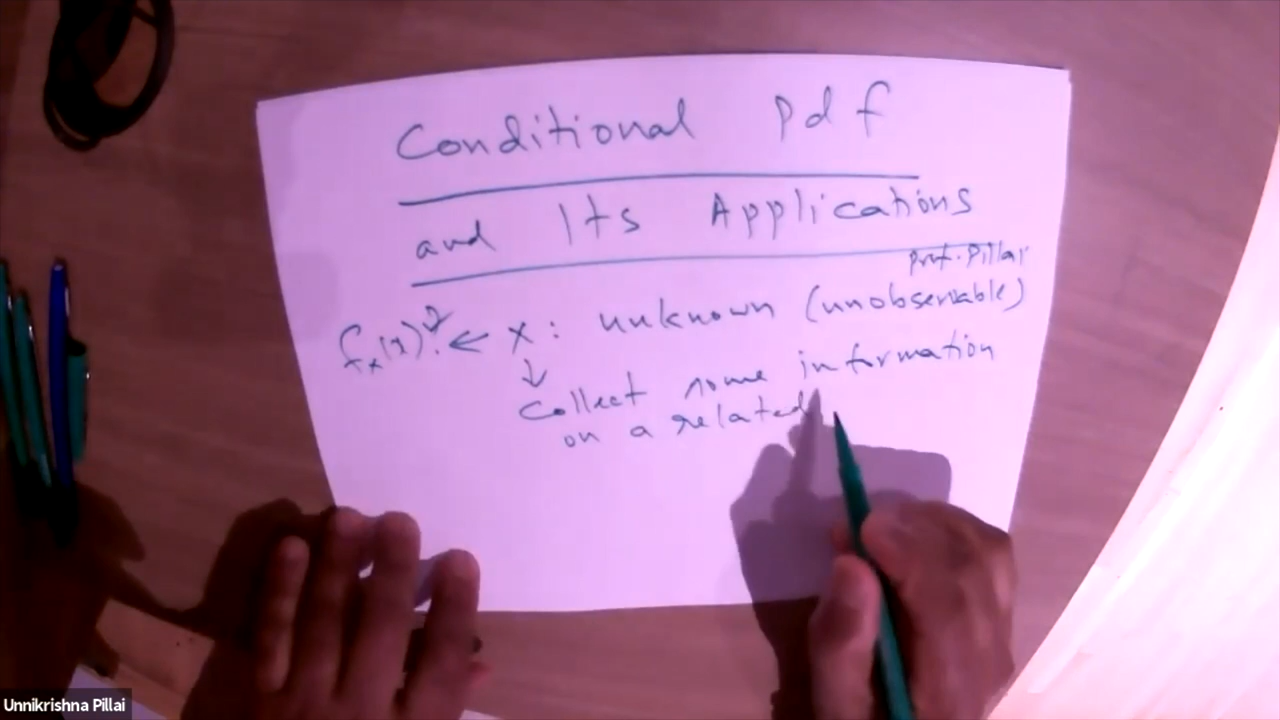 Conditional Pdf
and Its Applications
Prof. Pillai
fₓ(x)? ← x : unknown (unobservable)
↓
Collect some information
on a related
Unnikrishna Pillai